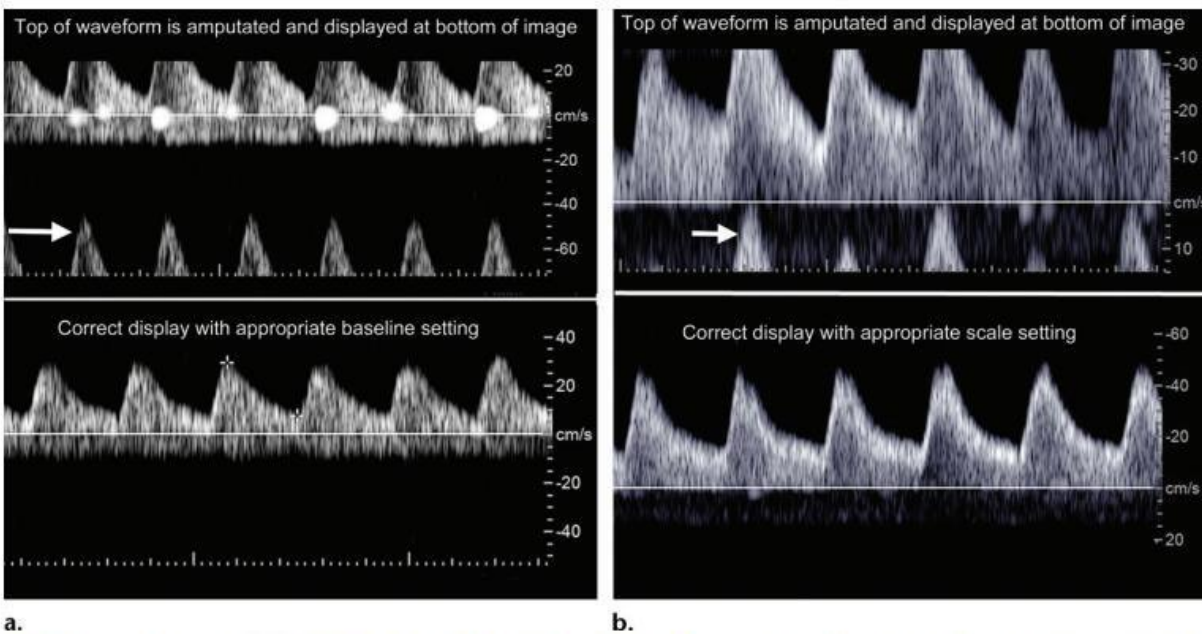 Top of waveform is amputated and displayed at bottom of image
20
cm/s
-20
-40
-60
Correct display with appropriate baseline setting
40
20
cm/s
-20
-40
a.
Top of waveform is amputated and displayed at bottom of image
-30
-20
-10
cm/s
10
Correct display with appropriate scale setting
-60
-40
-20
cm/s
20
b.